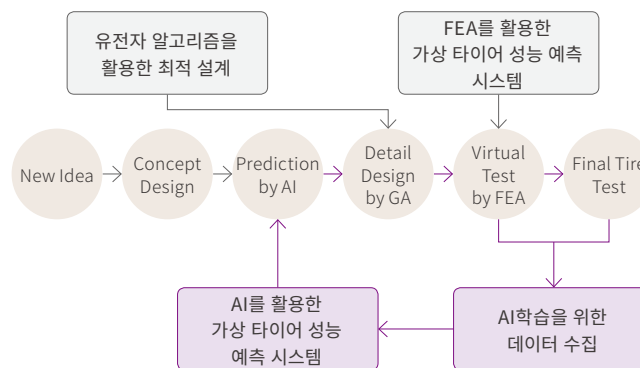 유전자 알고리즘을
활용한 최적 설계
FEA를 활용한
가상 타이어 성능 예측
시스템
New Idea
Concept
Design
Prediction
by AI
Detail
Design
by GA
Virtual
Test
by FEA
Final Tire
Test
AI를 활용한
가상 타이어 성능
예측 시스템
AI학습을 위한
데이터 수집